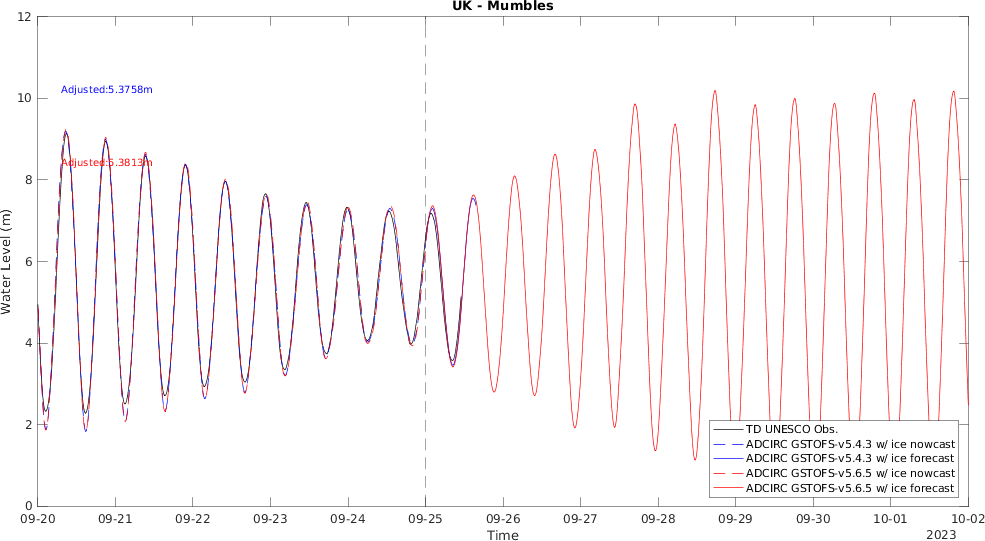 UK - Mumbles
12
10
8
6
4
2
0
Water Level (m)
Adjusted:5.3758m
Adjusted:5.3813m
TD UNESCO Obs.
ADCIRC GSTOFS-v5.4.3 w/ ice nowcast
ADCIRC GSTOFS-v5.4.3 w/ ice forecast
ADCIRC GSTOFS-v5.6.5 w/ ice nowcast
ADCIRC GSTOFS-v5.6.5 w/ ice forecast
09-20 09-21 09-22 09-23 09-24 09-25 09-26 09-27 09-28 09-29 09-30 10-01 10-02
Time
2023